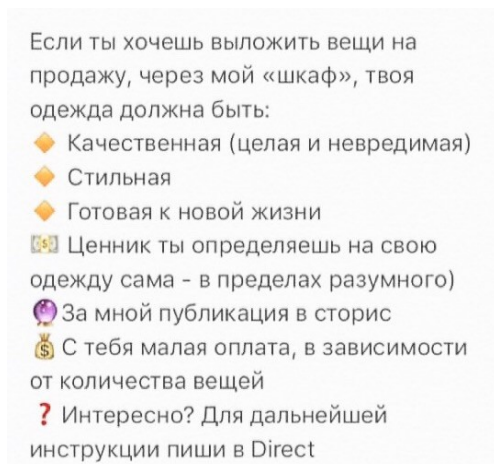 Если ты хочешь выложить вещи на
продажу, через мой «шкаф», твоя
одежда должна быть:
🔸 Качественная (целая и невредимая)
🔸 Стильная
🔸 Готовая к новой жизни
💵 Ценник ты определяешь на свою
одежду сама - в пределах разумного)
🔮За мной публикация в сторис
💰 С тебя малая оплата, в зависимости
от количества вещей
❓ Интересно? Для дальнейшей
инструкции пиши в Direct